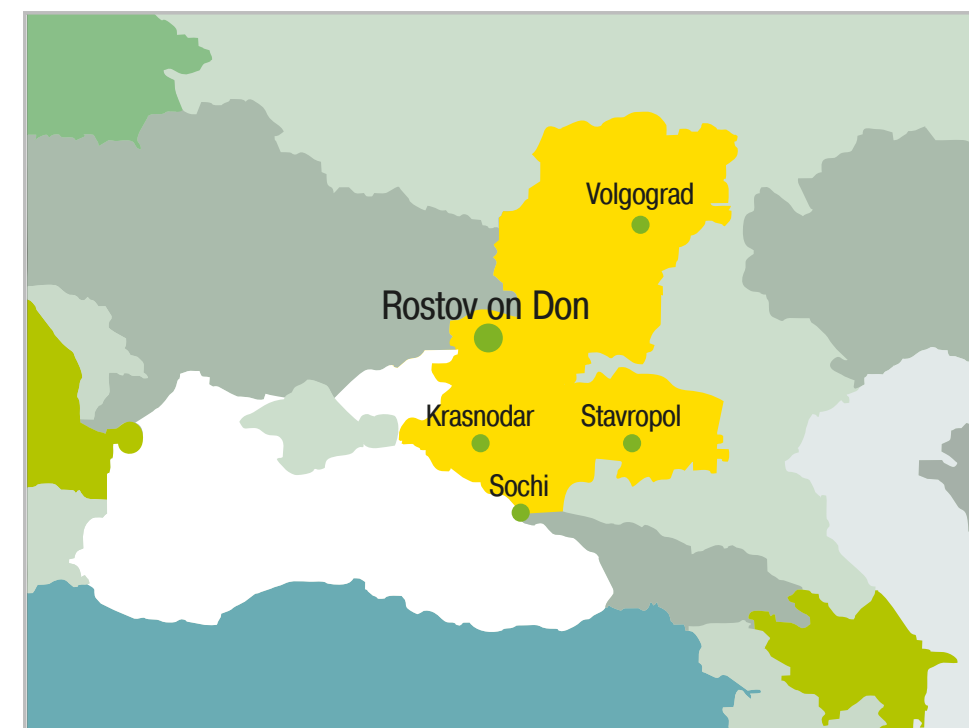 Volgograd
Rostov on Don
Krasnodar
Stavropol
Sochi